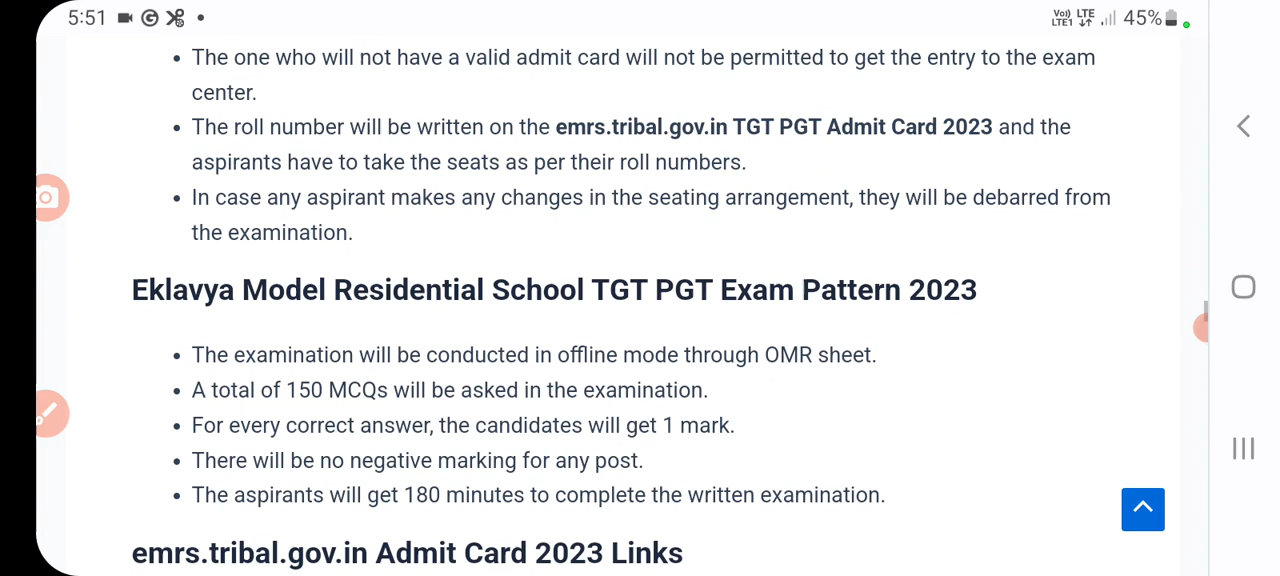 5:51
Vo)) LTE
LTE1
45%
The one who will not have a valid admit card will not be permitted to get the entry to the exam
center.
The roll number will be written on the emrs.tribal.gov.in TGT PGT Admit Card 2023 and the
aspirants have to take the seats as per their roll numbers.
In case any aspirant makes any changes in the seating arrangement, they will be debarred from
the examination.
Eklavya Model Residential School TGT PGT Exam Pattern 2023
The examination will be conducted in offline mode through OMR sheet.
A total of 150 MCQs will be asked in the examination.
For every correct answer, the candidates will get 1 mark.
There will be no negative marking for any post.
The aspirants will get 180 minutes to complete the written examination.
emrs.tribal.gov.in Admit Card 2023 Links